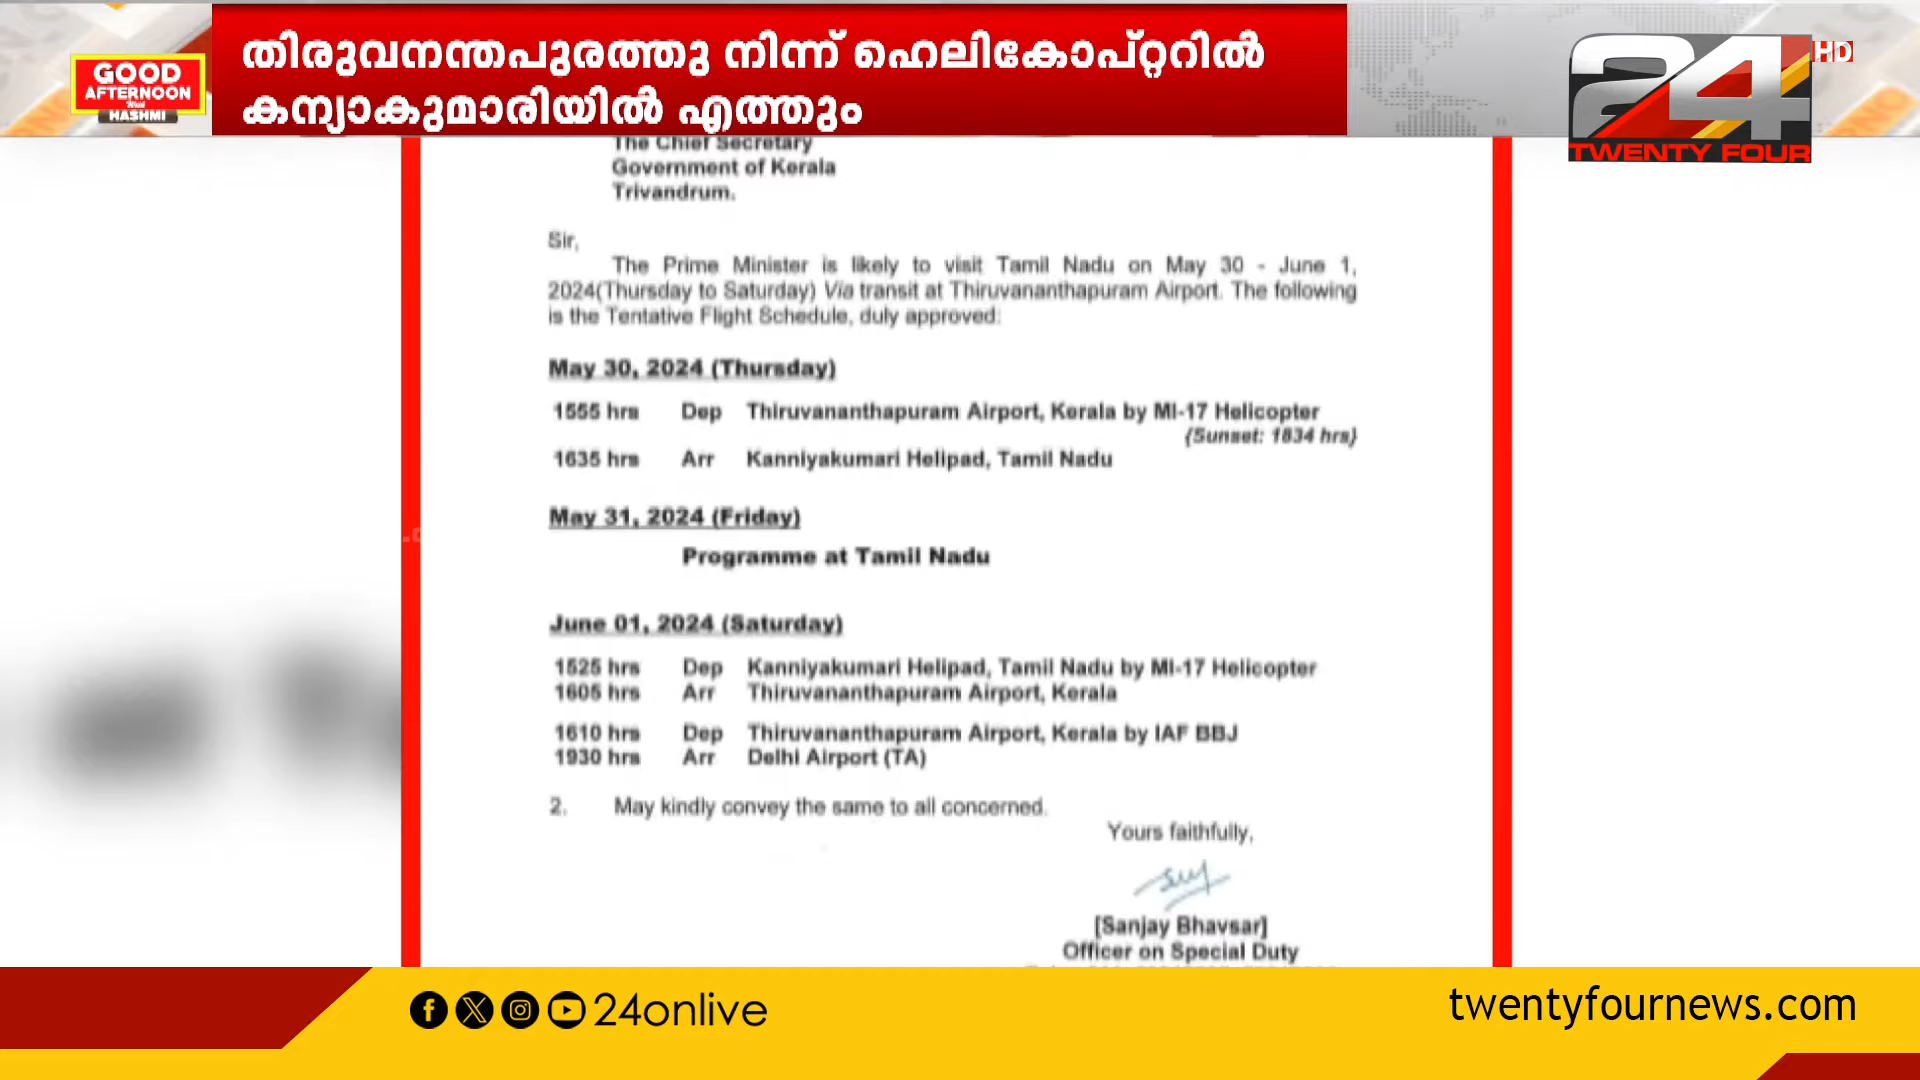 തിരുവനന്തപുരത്തു നിന്ന് ഹെലികോപ്റ്ററിൽ
കന്യാകുമാരിയിൽ എത്തും
GOOD
AFTERNOON
With
HASHMI
24
HD
TWENTY FOUR
The Chief Secretary
Government of Kerala
Trivandrum.
Sir,
The Prime Minister is likely to visit Tamil Nadu on May 30 - June 1,
2024(Thursday to Saturday) Via transit at Thiruvananthapuram Airport. The following
is the Tentative Flight Schedule, duly approved:
May 30, 2024 (Thursday)
1555 hrs Dep Thiruvananthapuram Airport, Kerala by MI-17 Helicopter
(Sunset: 1834 hrs)
1635 hrs Arr Kanniyakumari Helipad, Tamil Nadu
May 31, 2024 (Friday)
Programme at Tamil Nadu
June 01, 2024 (Saturday)
1525 hrs Dep Kanniyakumari Helipad, Tamil Nadu by MI-17 Helicopter
1605 hrs Arr Thiruvananthapuram Airport, Kerala
1610 hrs Dep Thiruvananthapuram Airport, Kerala by IAF BBJ
1930 hrs Arr Delhi Airport (TA)
2. May kindly convey the same to all concerned.
Yours faithfully,
[Sanjay Bhavsar]
Officer on Special Duty
24onlive
twentyfournews.com